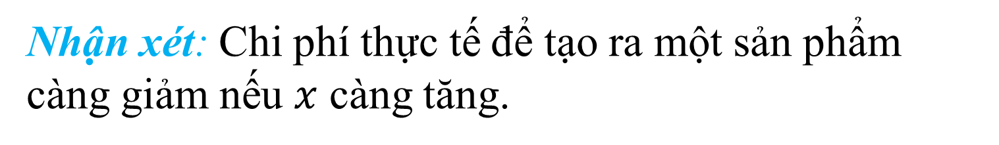 Nhận xét: Chi phí thực tế để tạo ra một sản phẩm
càng giảm nếu x càng tăng.